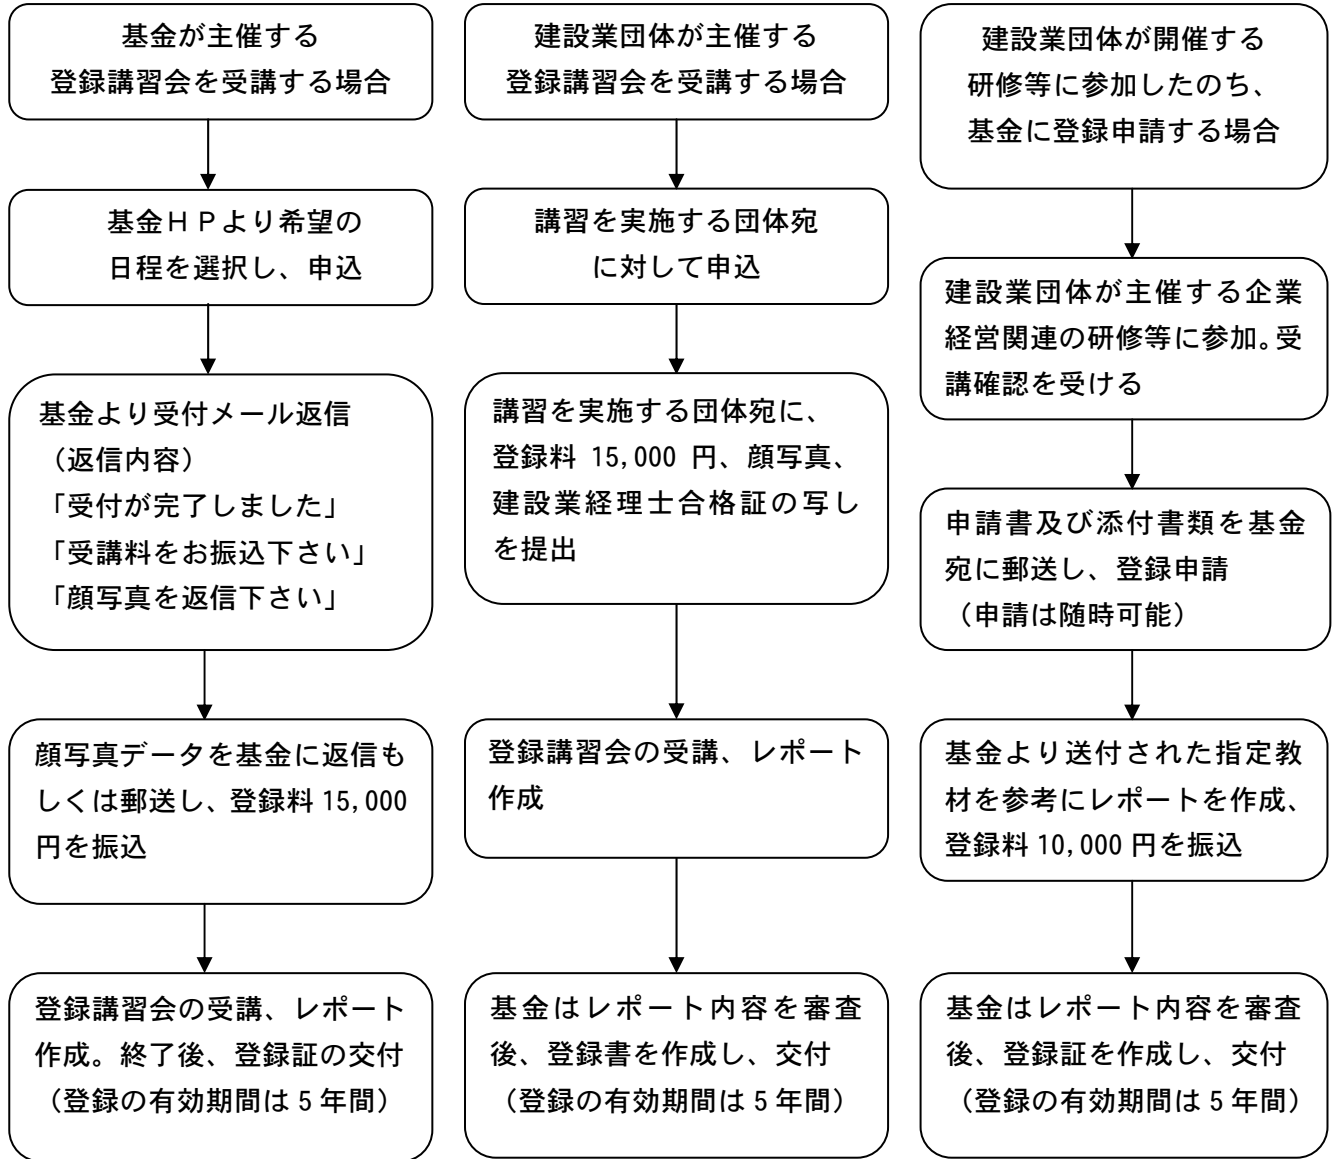 基金が主催する
登録講習会を受講する場合
基金ＨＰより希望の
日程を選択し、申込
基金より受付メール返信
（返信内容）
「受付が完了しました」
「受講料をお振込下さい」
「顔写真を返信下さい」
顔写真データを基金に返信も
しくは郵送し、登録料15,000
円を振込
登録講習会の受講、レポート
作成。終了後、登録証の交付
（登録の有効期間は5年間）
建設業団体が主催する
登録講習会を受講する場合
講習を実施する団体宛
に対して申込
講習を実施する団体宛に、
登録料 15,000 円、顔写真、
建設業経理士合格証の写し
を提出
登録講習会の受講、レポート
作成
基金はレポート内容を審査
後、登録書を作成し、交付
（登録の有効期間は5年間）
建設業団体が開催する
研修等に参加したのち、
基金に登録申請する場合
建設業団体が主催する企業
経営関連の研修等に参加。受
講確認を受ける
申請書及び添付書類を基金
宛に郵送し、登録申請
（申請は随時可能）
基金より送付された指定教
材を参考にレポートを作成、
登録料10,000円を振込
基金はレポート内容を審査
後、登録証を作成し、交付
（登録の有効期間は5年間）